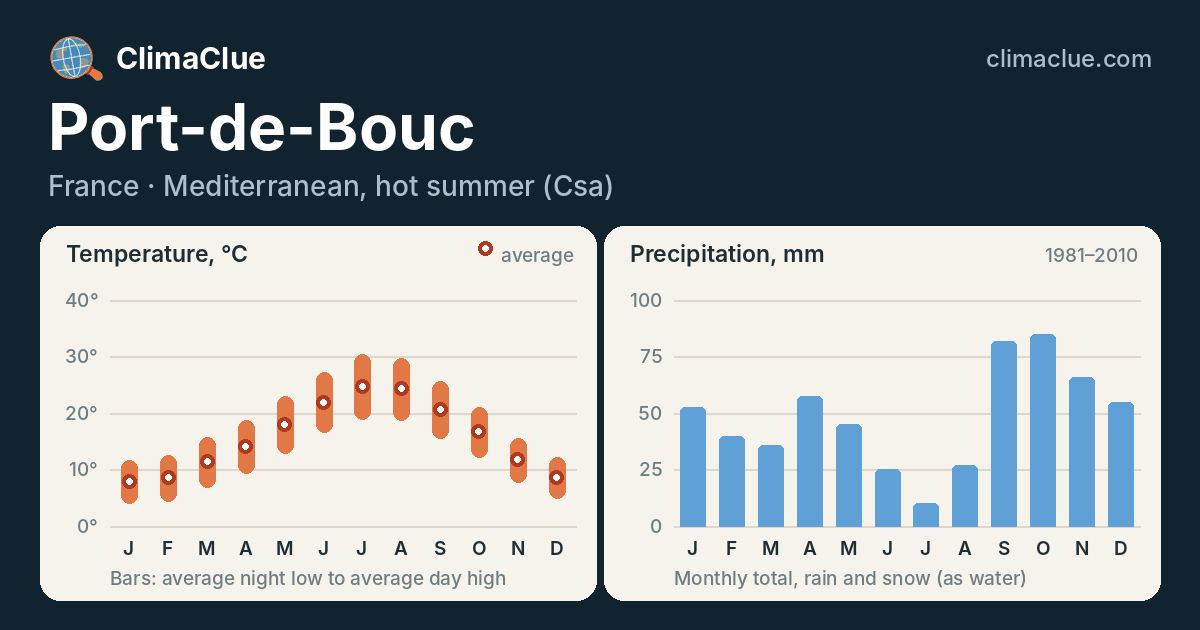 ClimaClue
climaclue.com
Port-de-Bouc
France · Mediterranean, hot summer (Csa)
Temperature, °C
average
40°
30°
20°
10°
0°
J F M A M J J A S O N D
Bars: average night low to average day high
Precipitation, mm
1981–2010
100
75
50
25
0
J F M A M J J A S O N D
Monthly total, rain and snow (as water)